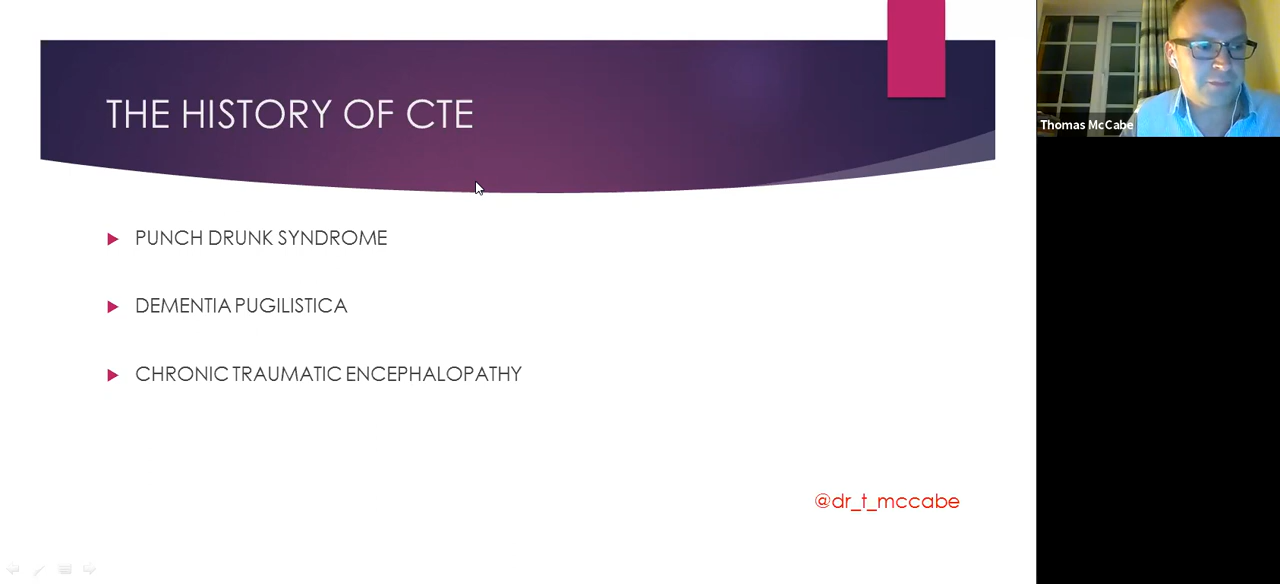 THE HISTORY OF CTE
PUNCH DRUNK SYNDROME
DEMENTIA PUGILISTICA
CHRONIC TRAUMATIC ENCEPHALOPATHY
@dr_t_mccabe
Thomas McCabe